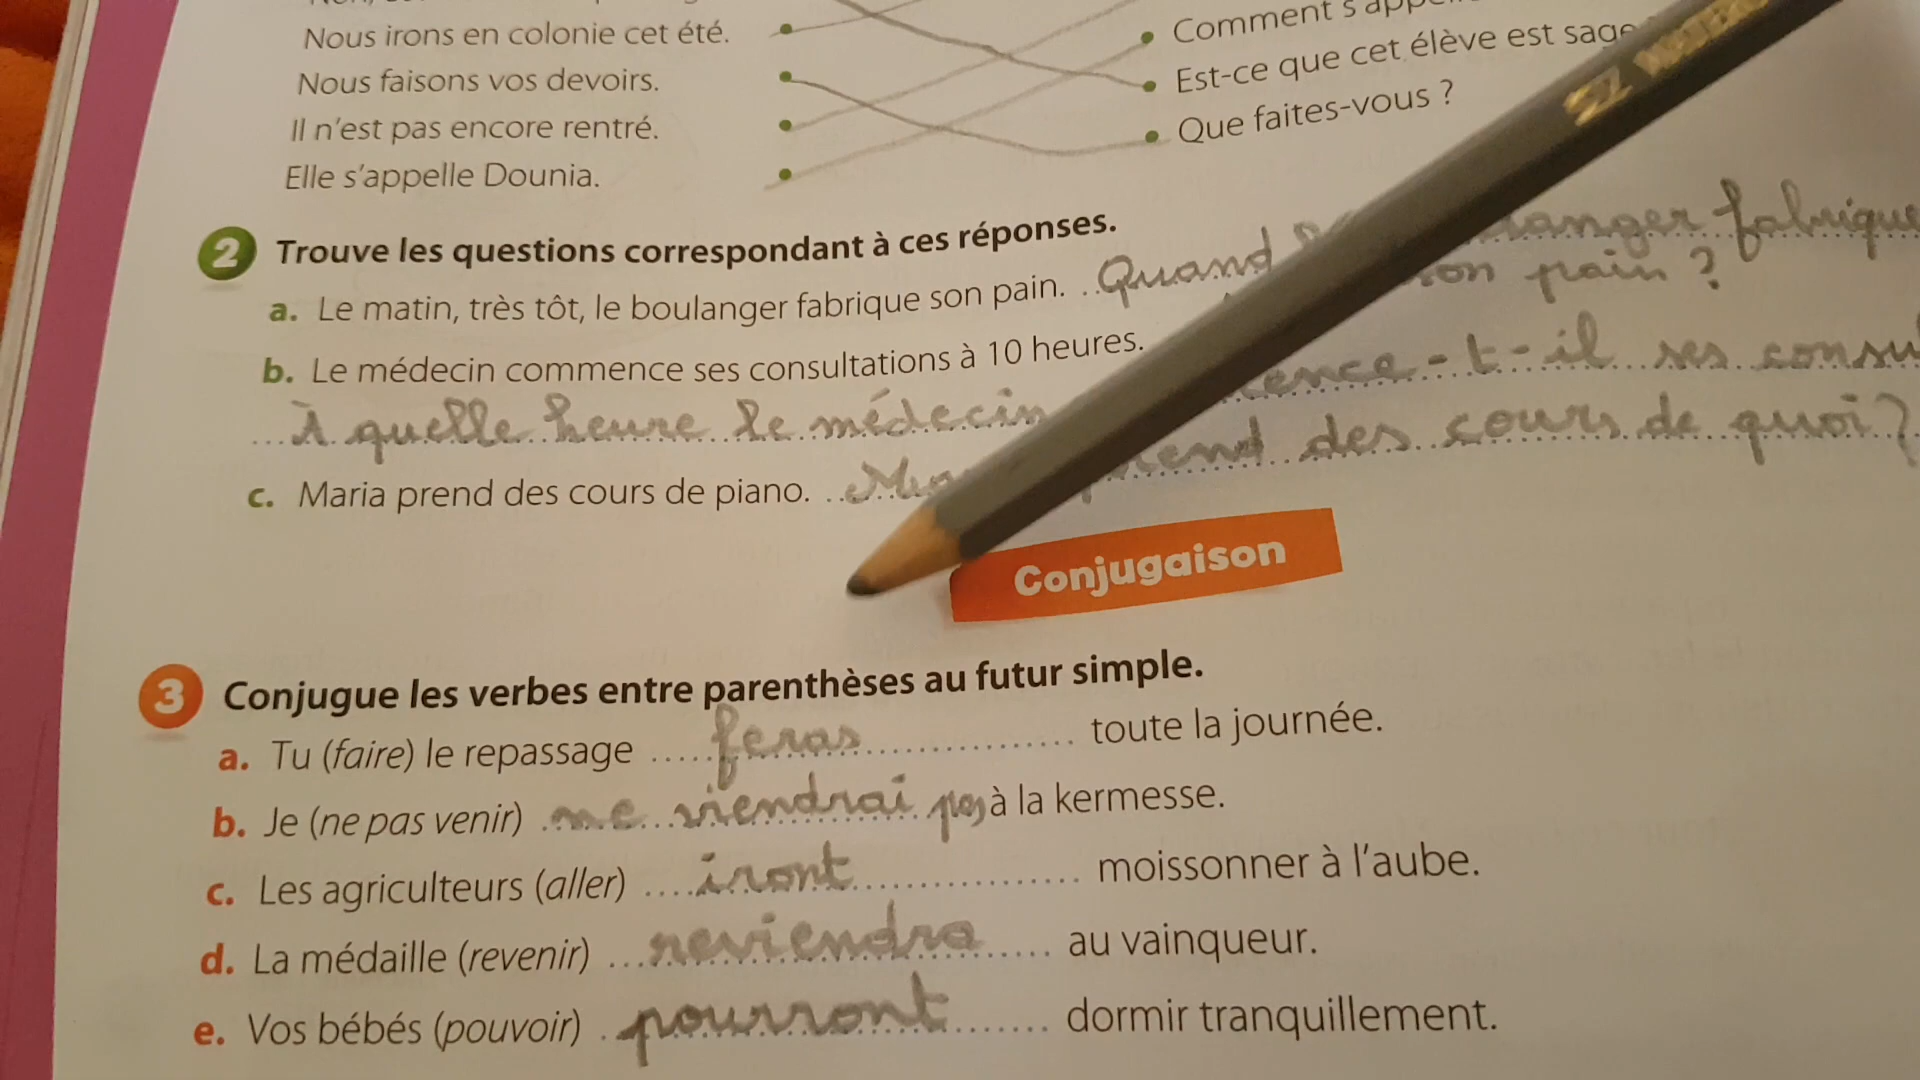 Nous irons en colonie cet été.
Comment s'app
Nous faisons vos devoirs.
Est-ce que cet élève est sage
Il n'est pas encore rentré.
Que faites-vous ?
Elle s'appelle Dounia.
2 Trouve les questions correspondant à ces réponses.
a. Le matin, très tôt, le boulanger fabrique son pain. Quand anger fabrique
son pain ?
b. Le médecin commence ses consultations à 10 heures.
À quelle heure le médecin ence-t-il ses consu
c. Maria prend des cours de piano. end des cours de quoi ?
Conjugaison
3 Conjugue les verbes entre parenthèses au futur simple.
a. Tu (faire) le repassage feras toute la journée.
b. Je (ne pas venir) ne viendrai pas à la kermesse.
c. Les agriculteurs (aller) iront moissonner à l'aube.
d. La médaille (revenir) reviendra au vainqueur.
e. Vos bébés (pouvoir) pourront dormir tranquillement.